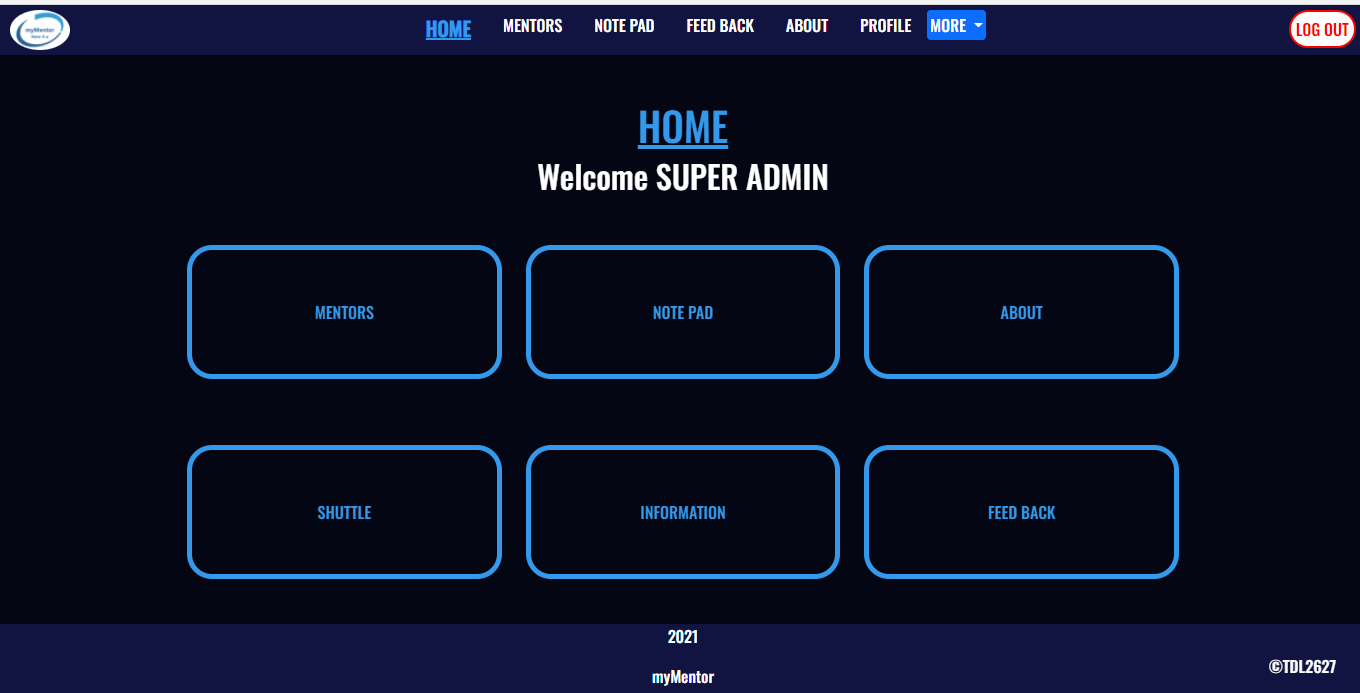 myMentor
HOME MENTORS NOTE PAD FEED BACK ABOUT PROFILE MORE LOG OUT
HOME
Welcome SUPER ADMIN
MENTORS NOTE PAD ABOUT
SHUTTLE INFORMATION FEED BACK
2021
myMentor
©TDL2627